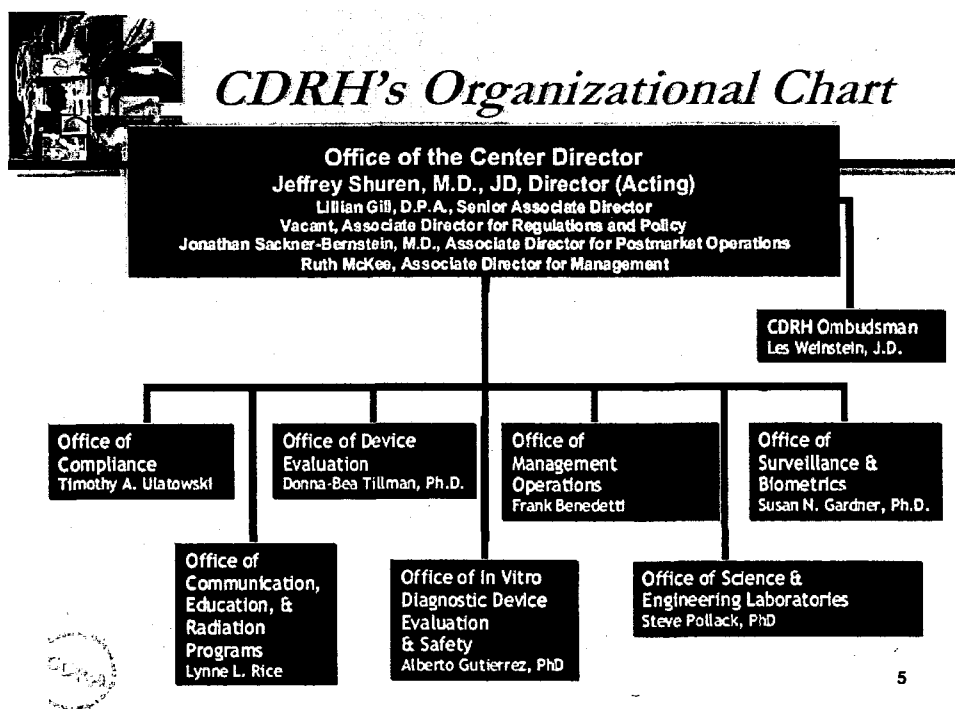 CDRH's Organizational Chart
Office of the Center Director
Jeffrey Shuren, M.D., JD, Director (Acting)
Lillian Gill, D.P.A., Senior Associate Director
Vacant, Associate Director for Regulations and Policy
Jonathan Sackner-Bernstein, M.D., Associate Director for Postmarket Operations
Ruth McKee, Associate Director for Management
CDRH Ombudsman
Les Weinstein, J.D.
Office of
Compliance
Timothy A. Ulatowski
Office of Device
Evaluation
Donna-Bea Tillman, Ph.D.
Office of
Management
Operations
Frank Benedetti
Office of
Surveillance &
Biometrics
Susan N. Gardner, Ph.D.
Office of
Communication,
Education, &
Radiation
Programs
Lynne L. Rice
Office of In Vitro
Diagnostic Device
Evaluation
& Safety
Alberto Gutierrez, PhD
Office of Science &
Engineering Laboratories
Steve Pollack, PhD
CDRH
5